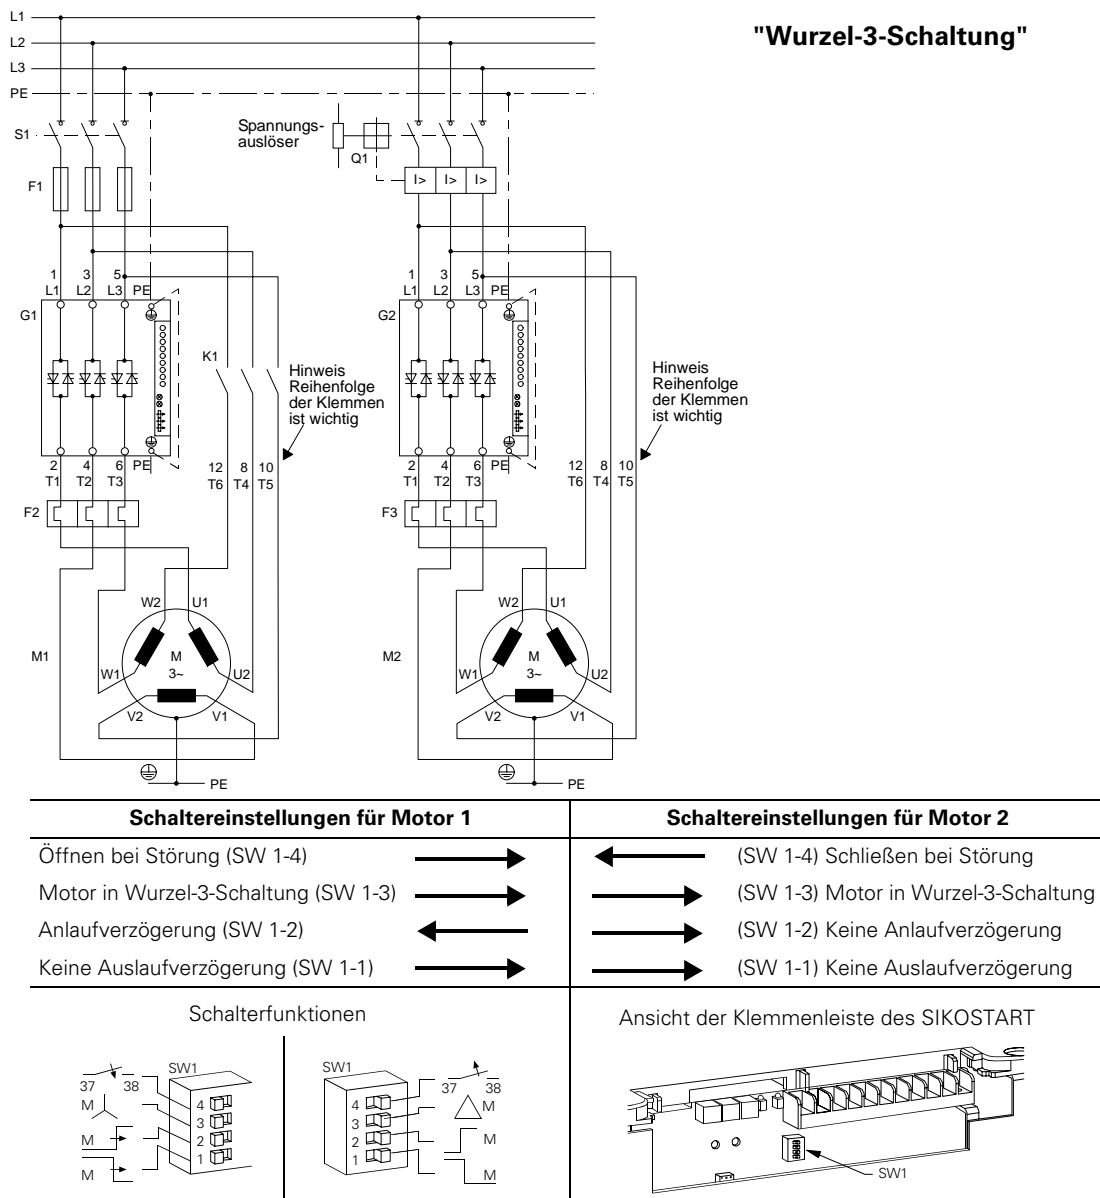 "Wurzel-3-Schaltung"
L1
L2
L3
PE
S1
Spannungs-
auslöser
Q1
F1
I> I> I>
1 3 5
L1 L2 L3 PE
G1
K1
Hinweis
Reihenfolge
der Klemmen
ist wichtig
2 4 6 PE
T1 T2 T3
12 8 10
T6 T4 T5
F2
W2 U1
M1
M
3~
W1 U2
V2 V1
PE
1 3 5
L1 L2 L3 PE
G2
Hinweis
Reihenfolge
der Klemmen
ist wichtig
2 4 6 PE
T1 T2 T3
12 8 10
T6 T4 T5
F3
W2 U1
M2
M
3~
W1 U2
V2 V1
PE
Schaltereinstellungen für Motor 1
Öffnen bei Störung (SW 1-4)
Motor in Wurzel-3-Schaltung (SW 1-3)
Anlaufverzögerung (SW 1-2)
Keine Auslaufverzögerung (SW 1-1)
Schaltereinstellungen für Motor 2
(SW 1-4) Schließen bei Störung
(SW 1-3) Motor in Wurzel-3-Schaltung
(SW 1-2) Keine Anlaufverzögerung
(SW 1-1) Keine Auslaufverzögerung
Schalterfunktionen
SW1
37 38
M
M
M
4
3
2
1
SW1
4
3
2
1
37 38
M
M
M
Ansicht der Klemmenleiste des SIKOSTART
SW1